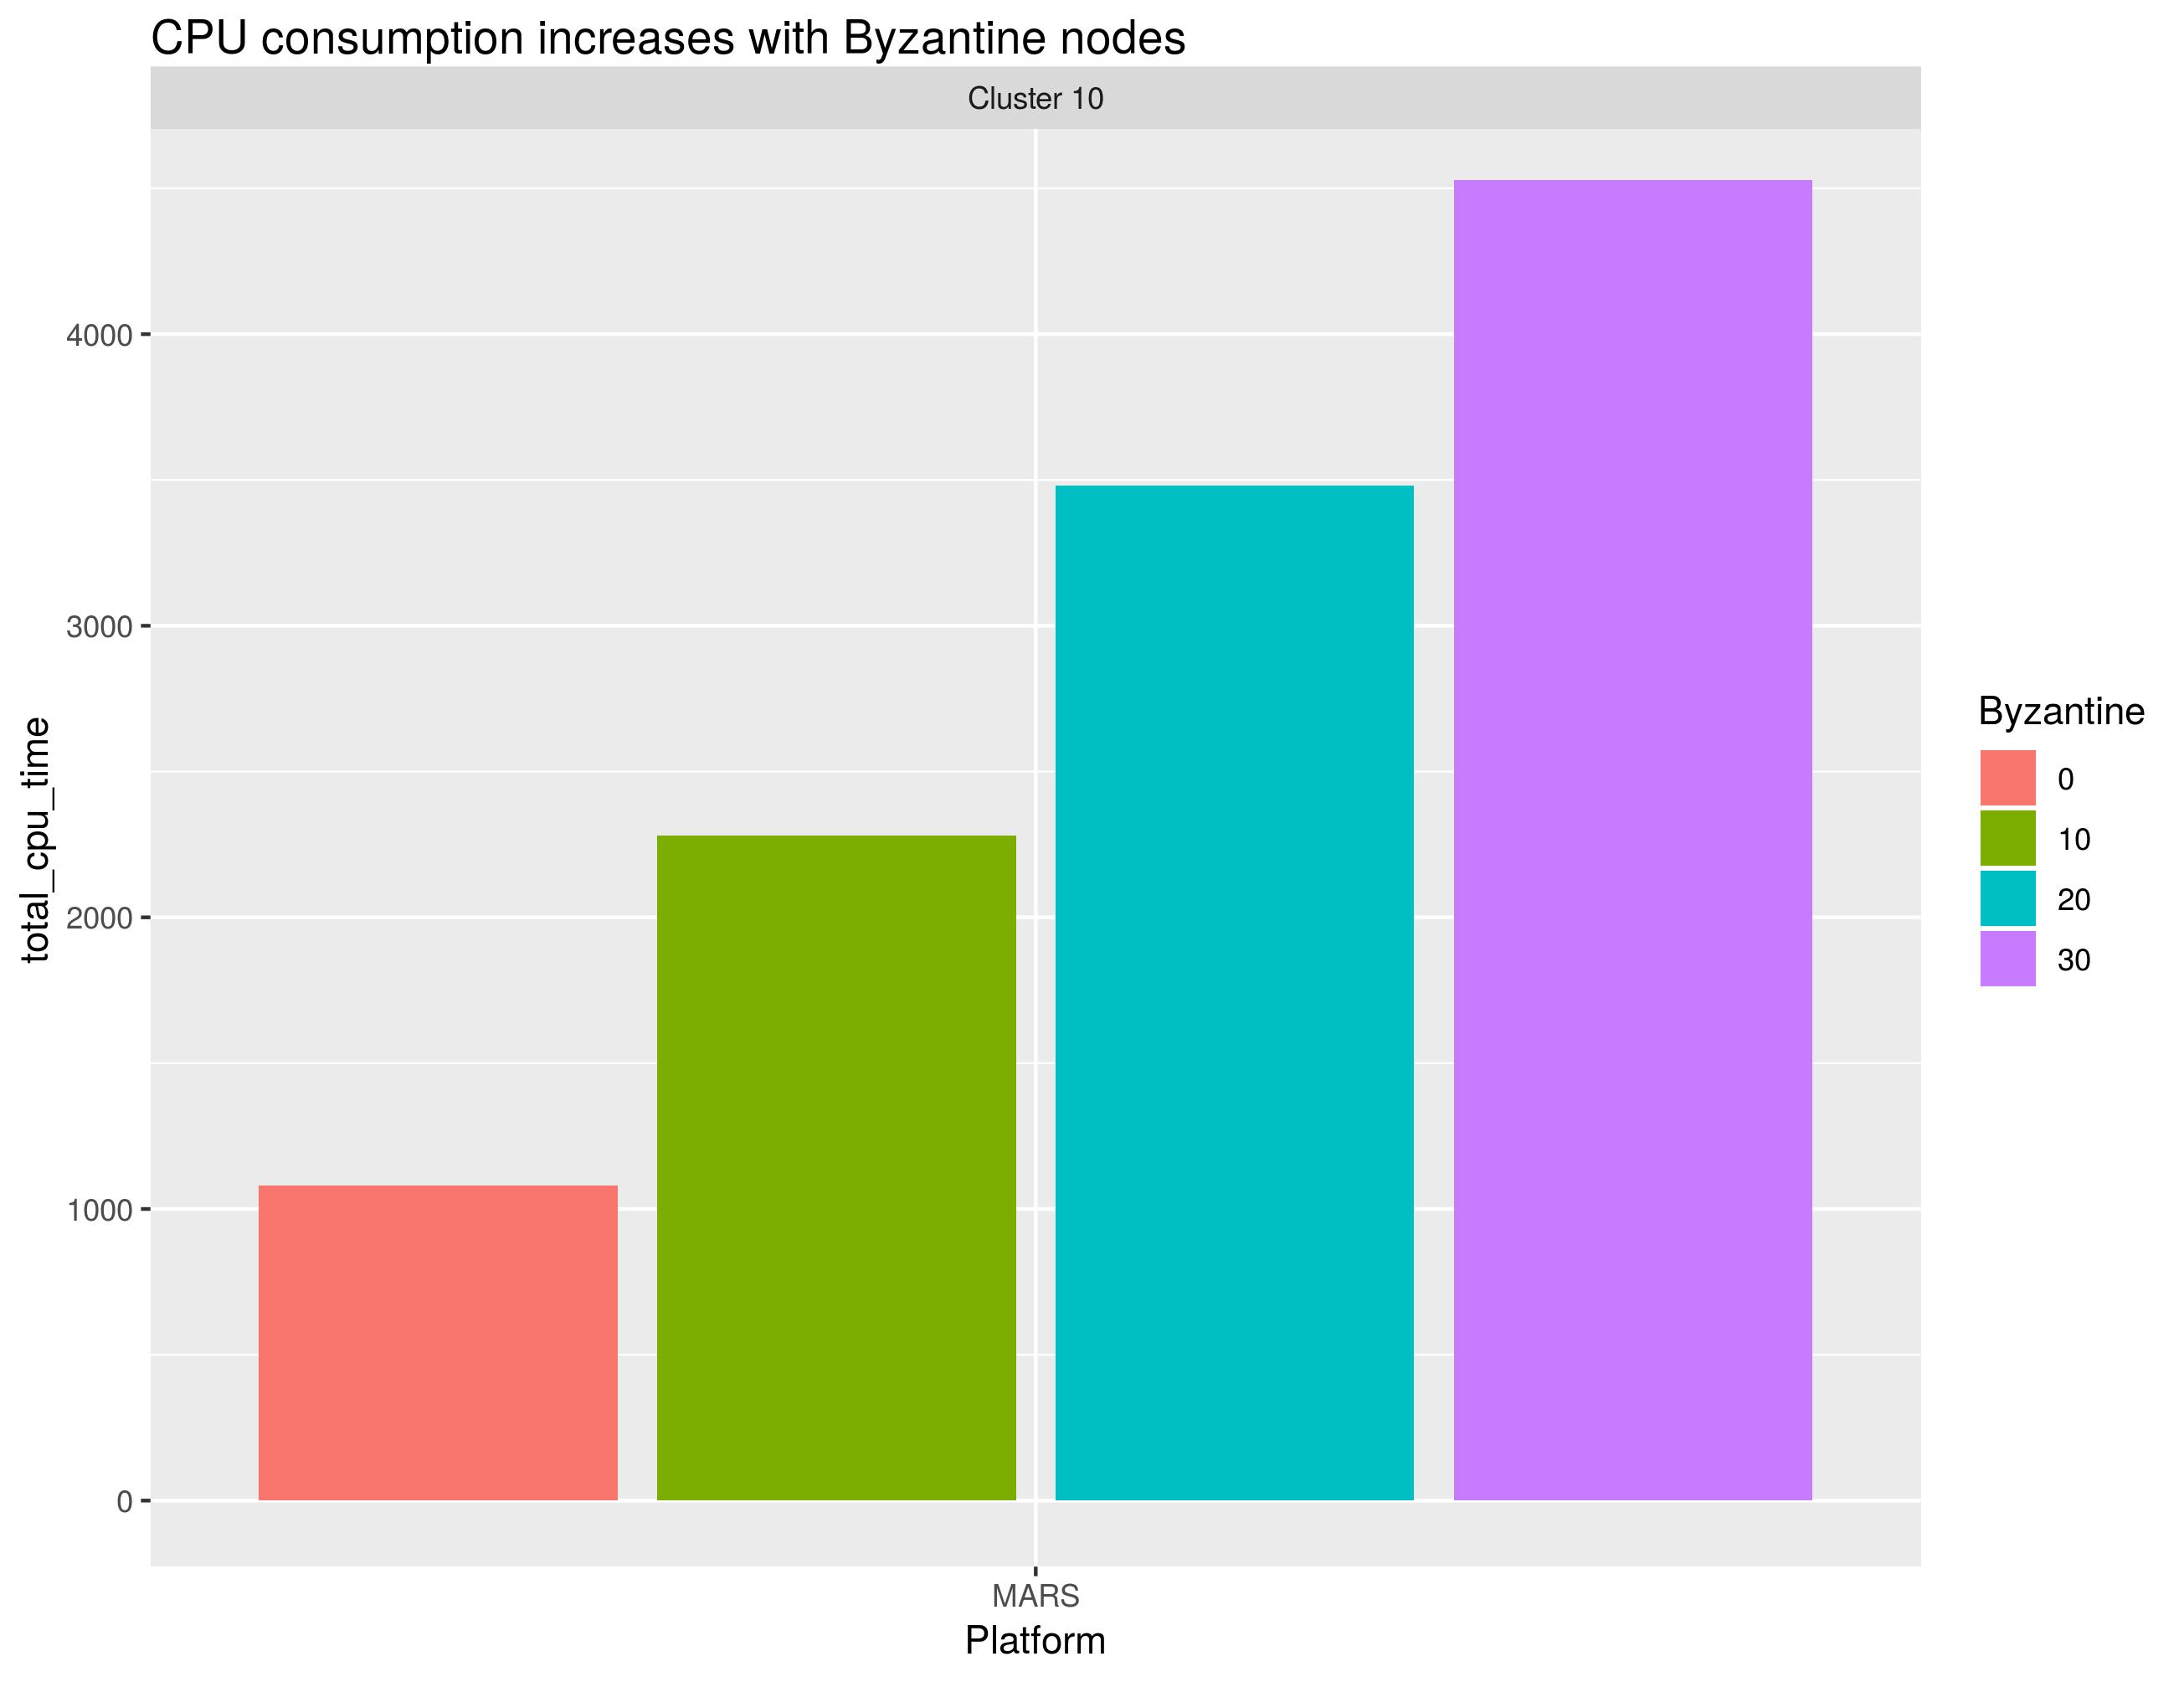 CPU consumption increases with Byzantine nodes
Cluster 10
4000
3000
2000
1000
0
total_cpu_time
MARS
Platform
Byzantine
0
10
20
30